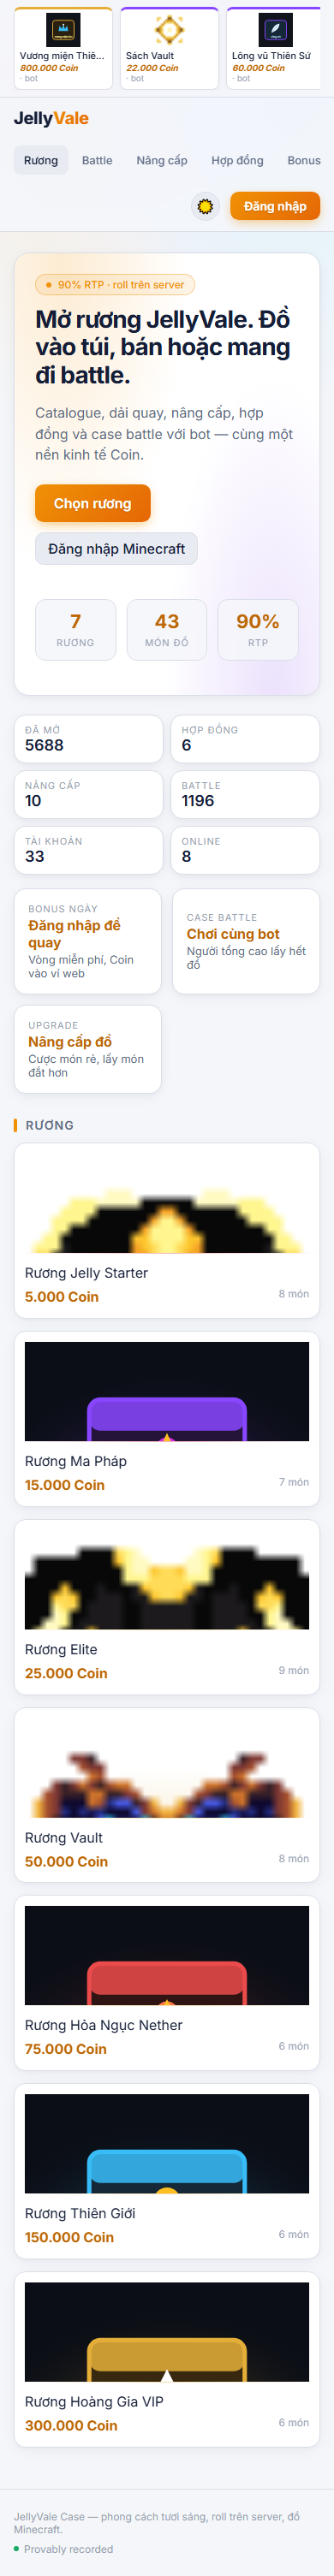 Vương miện Thiê...
800.000 Coin
· bot
Sách Vault
22.000 Coin
· bot
Lông vũ Thiên Sứ
60.000 Coin
· bot
JellyVale
Rương
Battle
Nâng cấp
Hợp đồng
Bonus
Đăng nhập
90% RTP · roll trên server
Mở rương JellyVale. Đồ
vào túi, bán hoặc mang
đi battle.
Catalogue, dải quay, nâng cấp, hợp
đồng và case battle với bot — cùng một
nền kinh tế Coin.
Chọn rương
Đăng nhập Minecraft
7
RƯƠNG
43
MÓN ĐỒ
90%
RTP
ĐÃ MỞ
5688
HỢP ĐỒNG
6
NÂNG CẤP
10
BATTLE
1196
TÀI KHOẢN
33
ONLINE
8
BONUS NGÀY
Đăng nhập để
quay
Vòng miễn phí, Coin
vào ví web
CASE BATTLE
Chơi cùng bot
Người tổng cao lấy hết
đồ
UPGRADE
Nâng cấp đồ
Cược món rẻ, lấy món
đắt hơn
RƯƠNG
Rương Jelly Starter
5.000 Coin
8 món
Rương Ma Pháp
15.000 Coin
7 món
Rương Elite
25.000 Coin
9 món
Rương Vault
50.000 Coin
8 món
Rương Hỏa Ngục Nether
75.000 Coin
6 món
Rương Thiên Giới
150.000 Coin
6 món
Rương Hoàng Gia VIP
300.000 Coin
6 món
JellyVale Case — phong cách tươi sáng, roll trên server, đồ
Minecraft.
Provably recorded